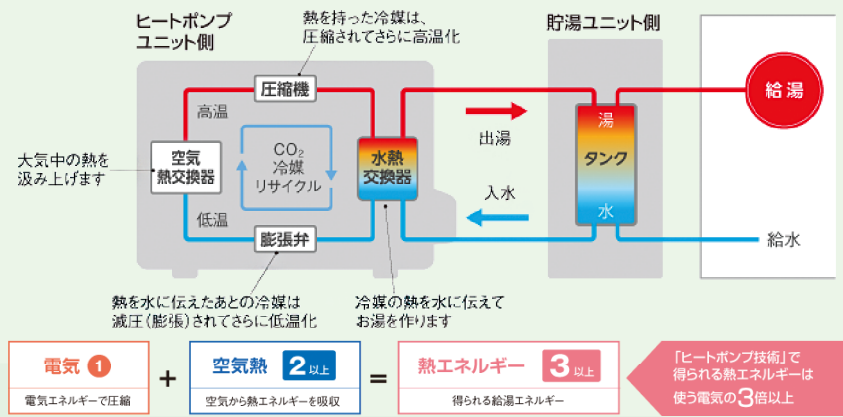 ヒートポンプ
ユニット側
熱を持った冷媒は、
圧縮されてさらに高温化
貯湯ユニット側
圧縮機
高温
給湯
出湯
湯
大気中の熱を
汲み上げます
空気
熱交換器
CO₂
冷媒
リサイクル
水熱
交換器
タンク
入水
水
低温
膨張弁
給水
熱を水に伝えたあとの冷媒は
減圧(膨張)されてさらに低温化
冷媒の熱を水に伝えて
お湯を作ります
電気 1
電気エネルギーで圧縮
+
空気熱 2以上
空気から熱エネルギーを吸収
=
熱エネルギー 3以上
得られる給湯エネルギー
「ヒートポンプ技術」で
得られる熱エネルギーは
使う電気の3倍以上